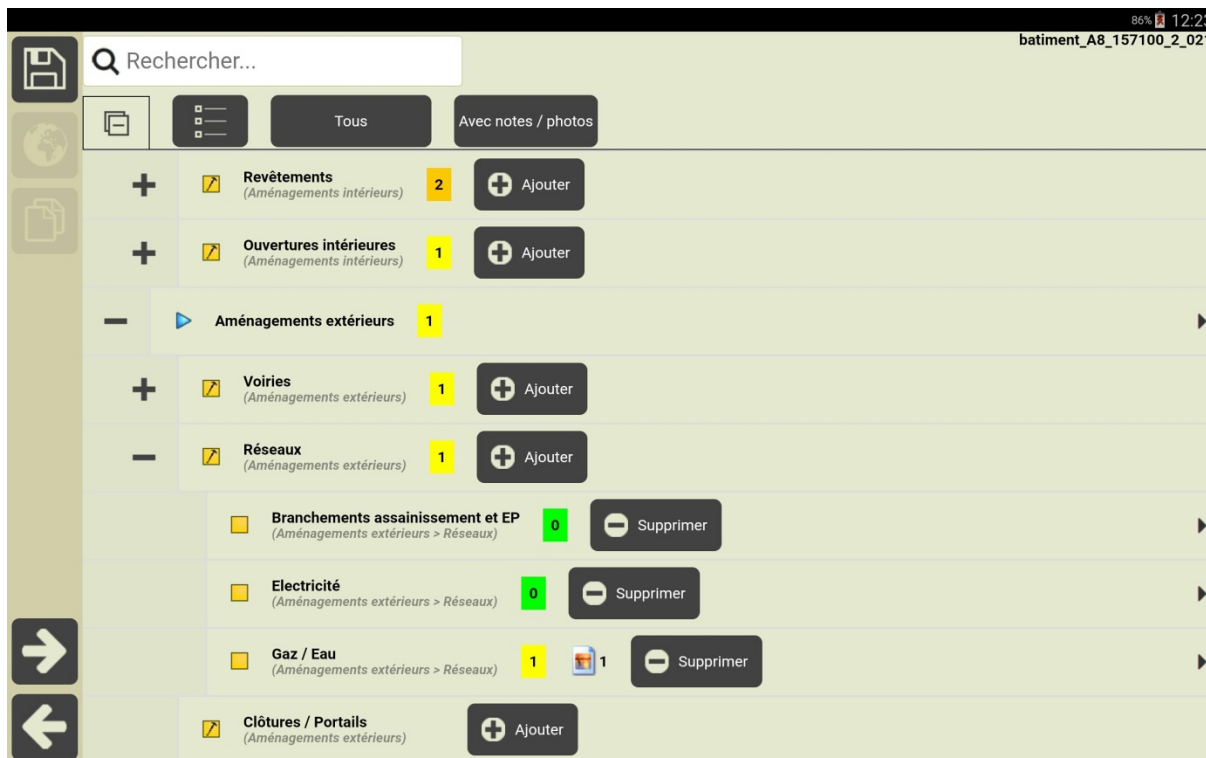 86% 12:23
batiment_A8_157100_2_021
Rechercher...
Tous
Avec notes / photos
Revêtements
(Aménagements intérieurs)
2
Ajouter
Ouvertures intérieures
(Aménagements intérieurs)
1
Ajouter
Aménagements extérieurs
1
Voiries
(Aménagements extérieurs)
1
Ajouter
Réseaux
(Aménagements extérieurs)
1
Ajouter
Branchements assainissement et EP
(Aménagements extérieurs > Réseaux)
0
Supprimer
Electricité
(Aménagements extérieurs > Réseaux)
0
Supprimer
Gaz / Eau
(Aménagements extérieurs > Réseaux)
1
1
Supprimer
Clôtures / Portails
(Aménagements extérieurs)
Ajouter